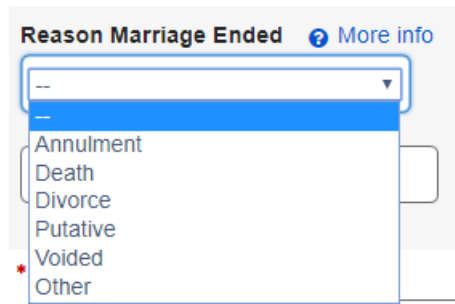 Reason Marriage Ended ? More info
--
--
Annulment
Death
Divorce
Putative
Voided
* Other